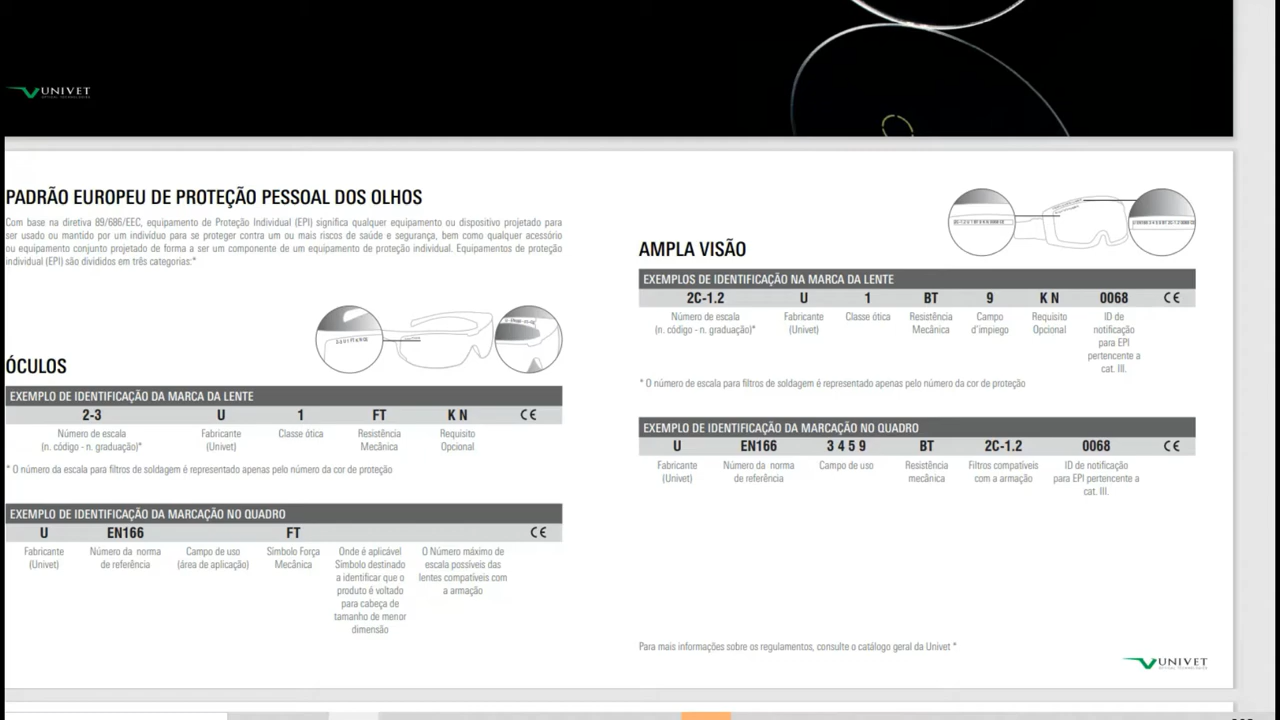 UNIVET
PADRÃO EUROPEU DE PROTEÇÃO PESSOAL DOS OLHOS
Com base na diretiva 89/686/EEC, equipamento de Proteção Individual (EPI) significa qualquer equipamento ou dispositivo projetado para
ser usado ou mantido por um indivíduo para se proteger contra um ou mais riscos de saúde e segurança, bem como qualquer acessório
ou equipamento conjunto projetado de forma a ser um componente de um equipamento de proteção individual. Equipamentos de proteção
individual (EPI) são divididos em três categorias:*
ÓCULOS
EXEMPLO DE IDENTIFICAÇÃO DA MARCA DA LENTE
2-3 U 1 FT K N CE
Número de escala Fabricante Classe ótica Resistência Requisito
(n. código - n. graduação)* (Univet) Mecânica Opcional
* O número da escala para filtros de soldagem é representado apenas pelo número da cor de proteção
EXEMPLO DE IDENTIFICAÇÃO DA MARCAÇÃO NO QUADRO
U EN166 FT CE
Fabricante Número da norma Campo de uso Símbolo Força Onde é aplicável O Número máximo de
(Univet) de referência (área de aplicação) Mecânica Símbolo destinado escala possíveis das
a identificar que o lentes compatíveis com
produto é voltado a armação
para cabeça de
tamanho de menor
dimensão
AMPLA VISÃO
EXEMPLOS DE IDENTIFICAÇÃO NA MARCA DA LENTE
2C-1.2 U 1 BT 9 K N 0068 CE
Número de escala Fabricante Classe ótica Resistência Campo Requisito ID de
(n. código - n. graduação)* (Univet) Mecânica d'impiego Opcional notificação
para EPI
pertencente a
cat. III.
* O número de escala para filtros de soldagem é representado apenas pelo número da cor de proteção
EXEMPLO DE IDENTIFICAÇÃO DA MARCAÇÃO NO QUADRO
U EN166 3 4 5 9 BT 2C-1.2 0068 CE
Fabricante Número da norma Campo de uso Resistência Filtros compatíveis ID de notificação
(Univet) de referência mecânica com a armação para EPI pertencente a
cat. III.
Para mais informações sobre os regulamentos, consulte o catálogo geral da Univet *
UNIVET